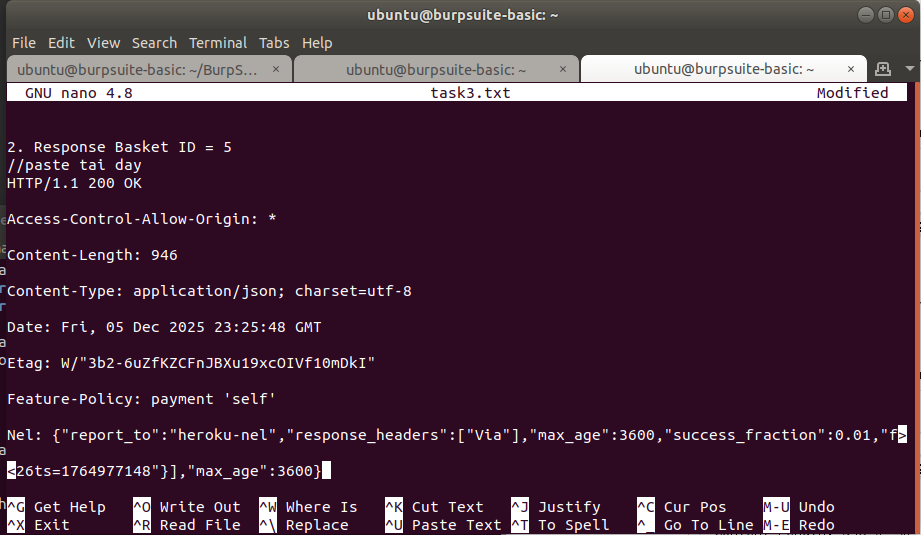 ubuntu@burpsuite-basic: ~
File Edit View Search Terminal Tabs Help
ubuntu@burpsuite-basic: ~/BurpS... × ubuntu@burpsuite-basic: ~ × ubuntu@burpsuite-basic: ~ ×
GNU nano 4.8 task3.txt Modified
2. Response Basket ID = 5
//paste tai day
HTTP/1.1 200 OK
Access-Control-Allow-Origin: *
Content-Length: 946
Content-Type: application/json; charset=utf-8
Date: Fri, 05 Dec 2025 23:25:48 GMT
Etag: W/"3b2-6uZfKZCFnJBXu19xcOIVf10mDkI"
Feature-Policy: payment 'self'
Nel: {"report_to":"heroku-nel","response_headers":["Via"],"max_age":3600,"success_fraction":0.01,"f>
<26ts=1764977148"}],"max_age":3600}
^G Get Help ^O Write Out ^W Where Is ^K Cut Text ^J Justify ^C Cur Pos M-U Undo
^X Exit ^R Read File ^\ Replace ^U Paste Text ^T To Spell ^_ Go To Line M-E Redo